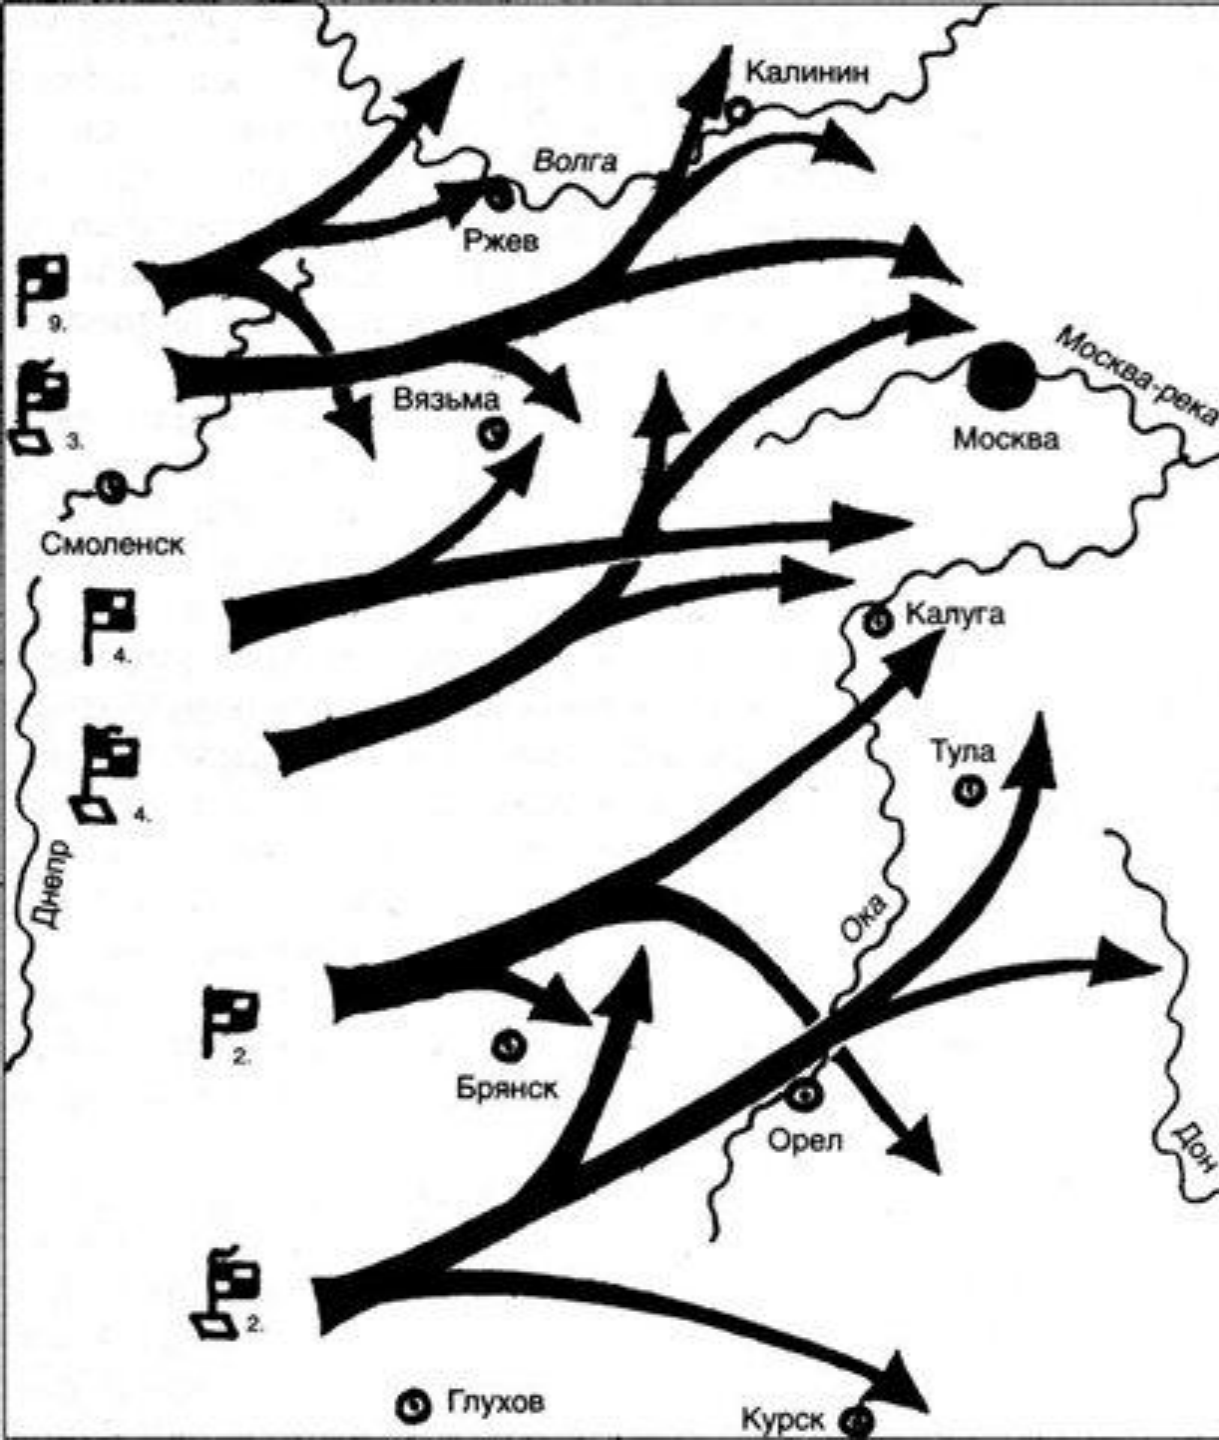 Калинин
Волга
Ржев
9.
Москва-река
3.
Вязьма
Москва
Смоленск
4.
Калуга
Тула
4.
Днепр
Ока
2.
Брянск
Орел
Дон
2.
Глухов
Курск